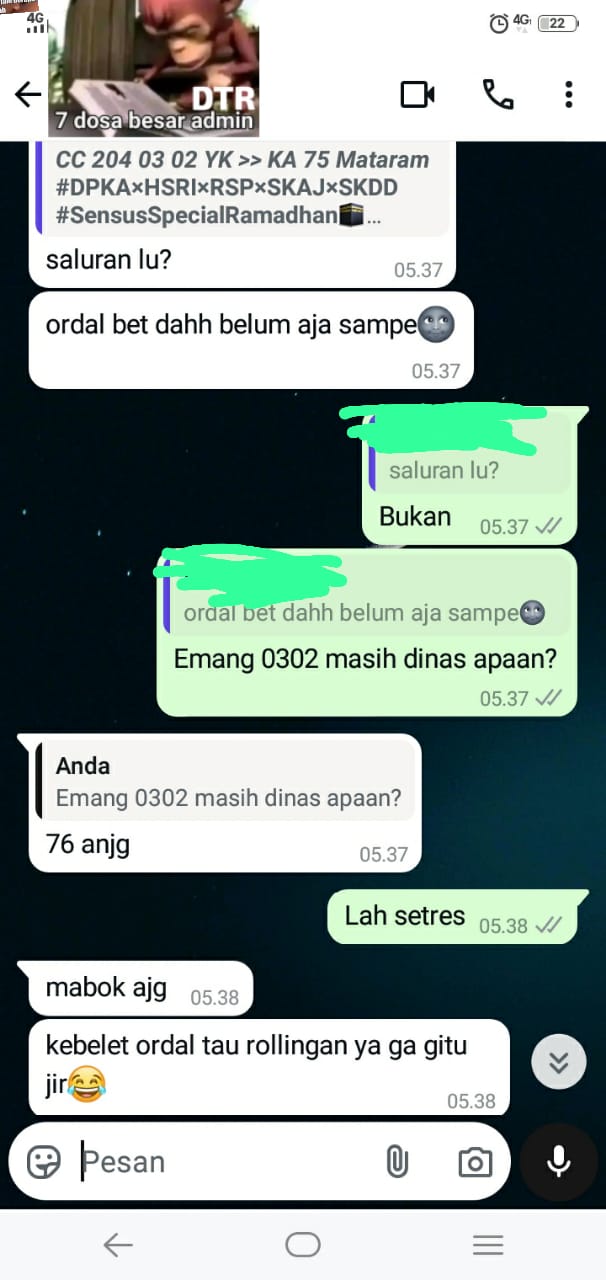 4G
4G
22
DTR
7 dosa besar admin
CC 204 03 02 YK >> KA 75 Mataram
#DPKA×HSRI×RSP×SKAJ×SKDD
#SensusSpecialRamadhan🕋...
saluran lu?
05.37
ordal bet dahh belum aja sampe🌚
05.37
saluran lu?
Bukan
05.37
ordal bet dahh belum aja sampe🌚
Emang 0302 masih dinas apaan?
05.37
Anda
Emang 0302 masih dinas apaan?
76 anjg
05.37
Lah setres
05.38
mabok ajg
05.38
kebelet ordal tau rollingan ya ga gitu
jir😂
05.38
Pesan